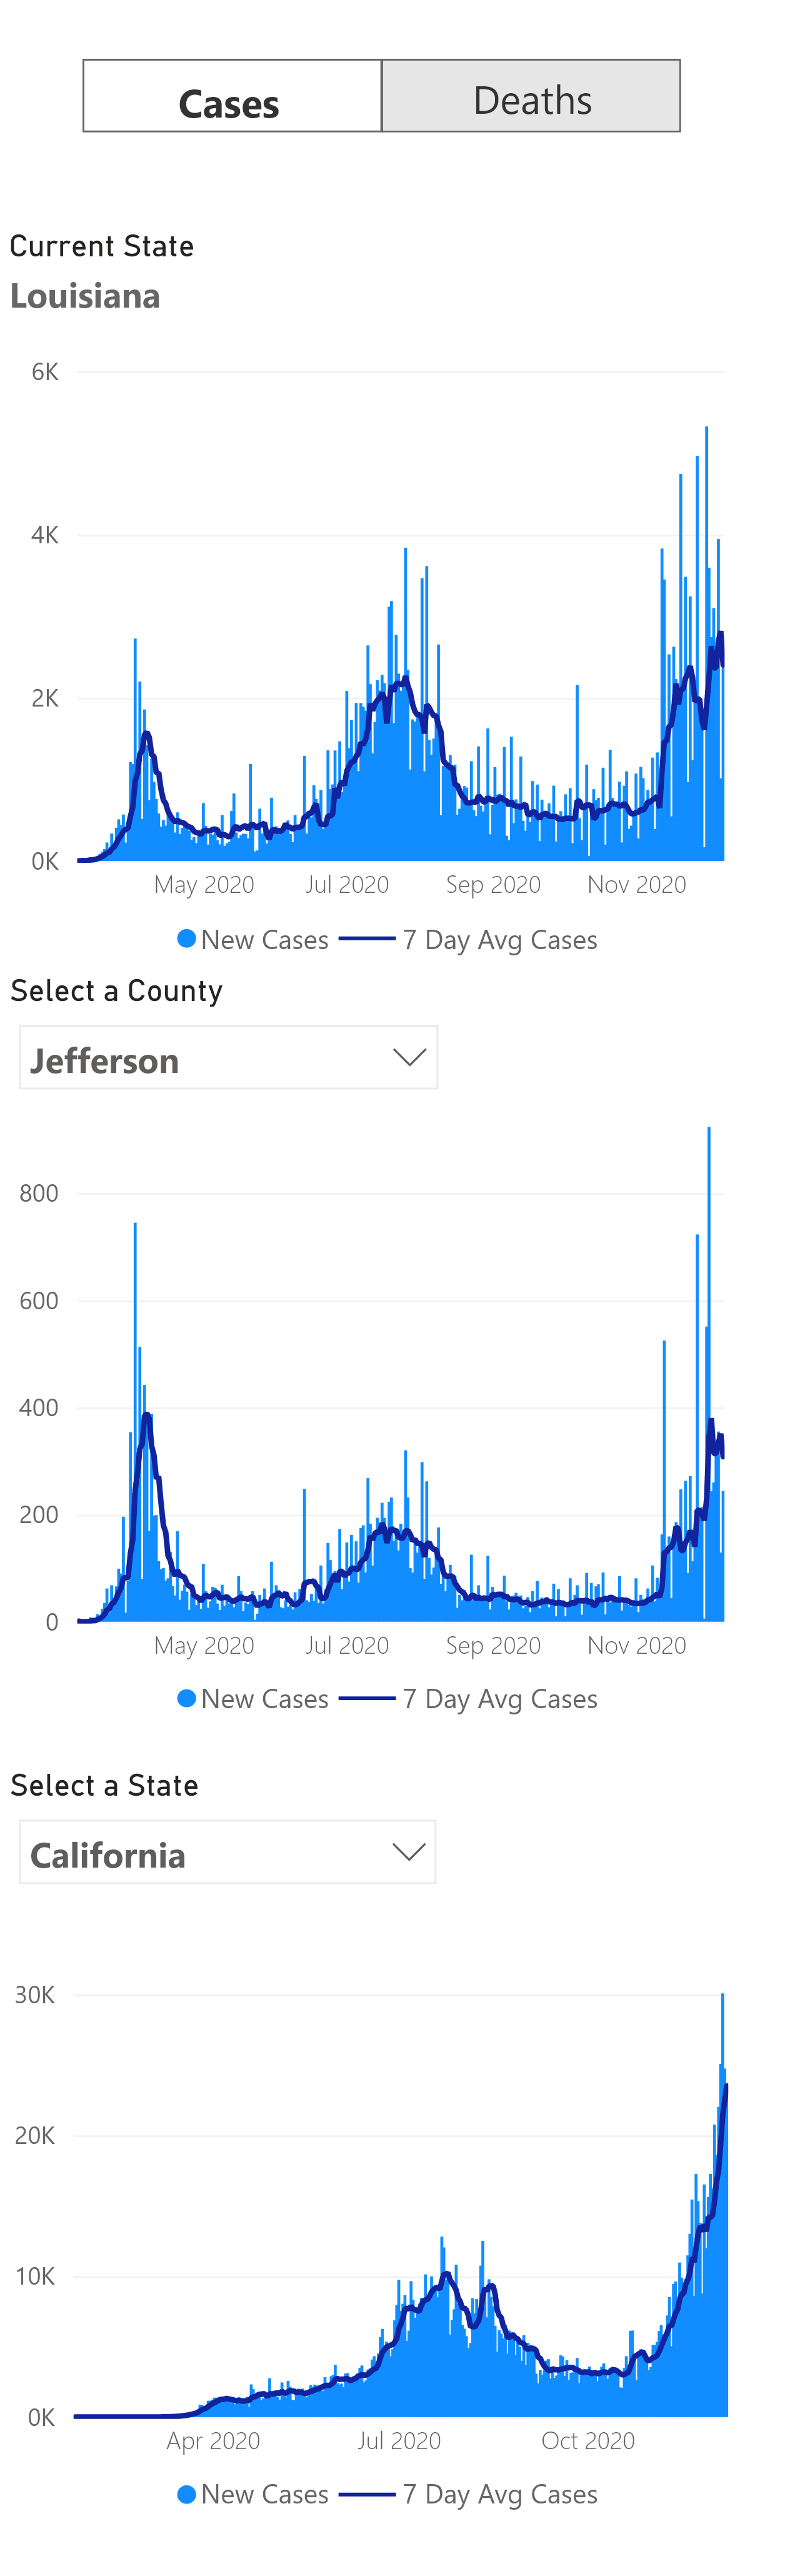 Cases Deaths
Current State
Louisiana
6K
4K
2K
0K
May 2020 Jul 2020 Sep 2020 Nov 2020
New Cases 7 Day Avg Cases
Select a County
Jefferson
800
600
400
200
0
May 2020 Jul 2020 Sep 2020 Nov 2020
New Cases 7 Day Avg Cases
Select a State
California
30K
20K
10K
0K
Apr 2020 Jul 2020 Oct 2020
New Cases 7 Day Avg Cases